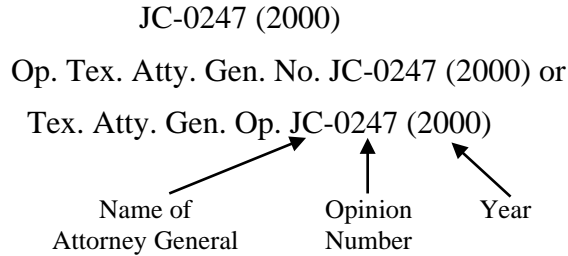 JC-0247 (2000)
Op. Tex. Atty. Gen. No. JC-0247 (2000) or
Tex. Atty. Gen. Op. JC-0247 (2000)
Name of
Attorney General
Opinion
Number
Year